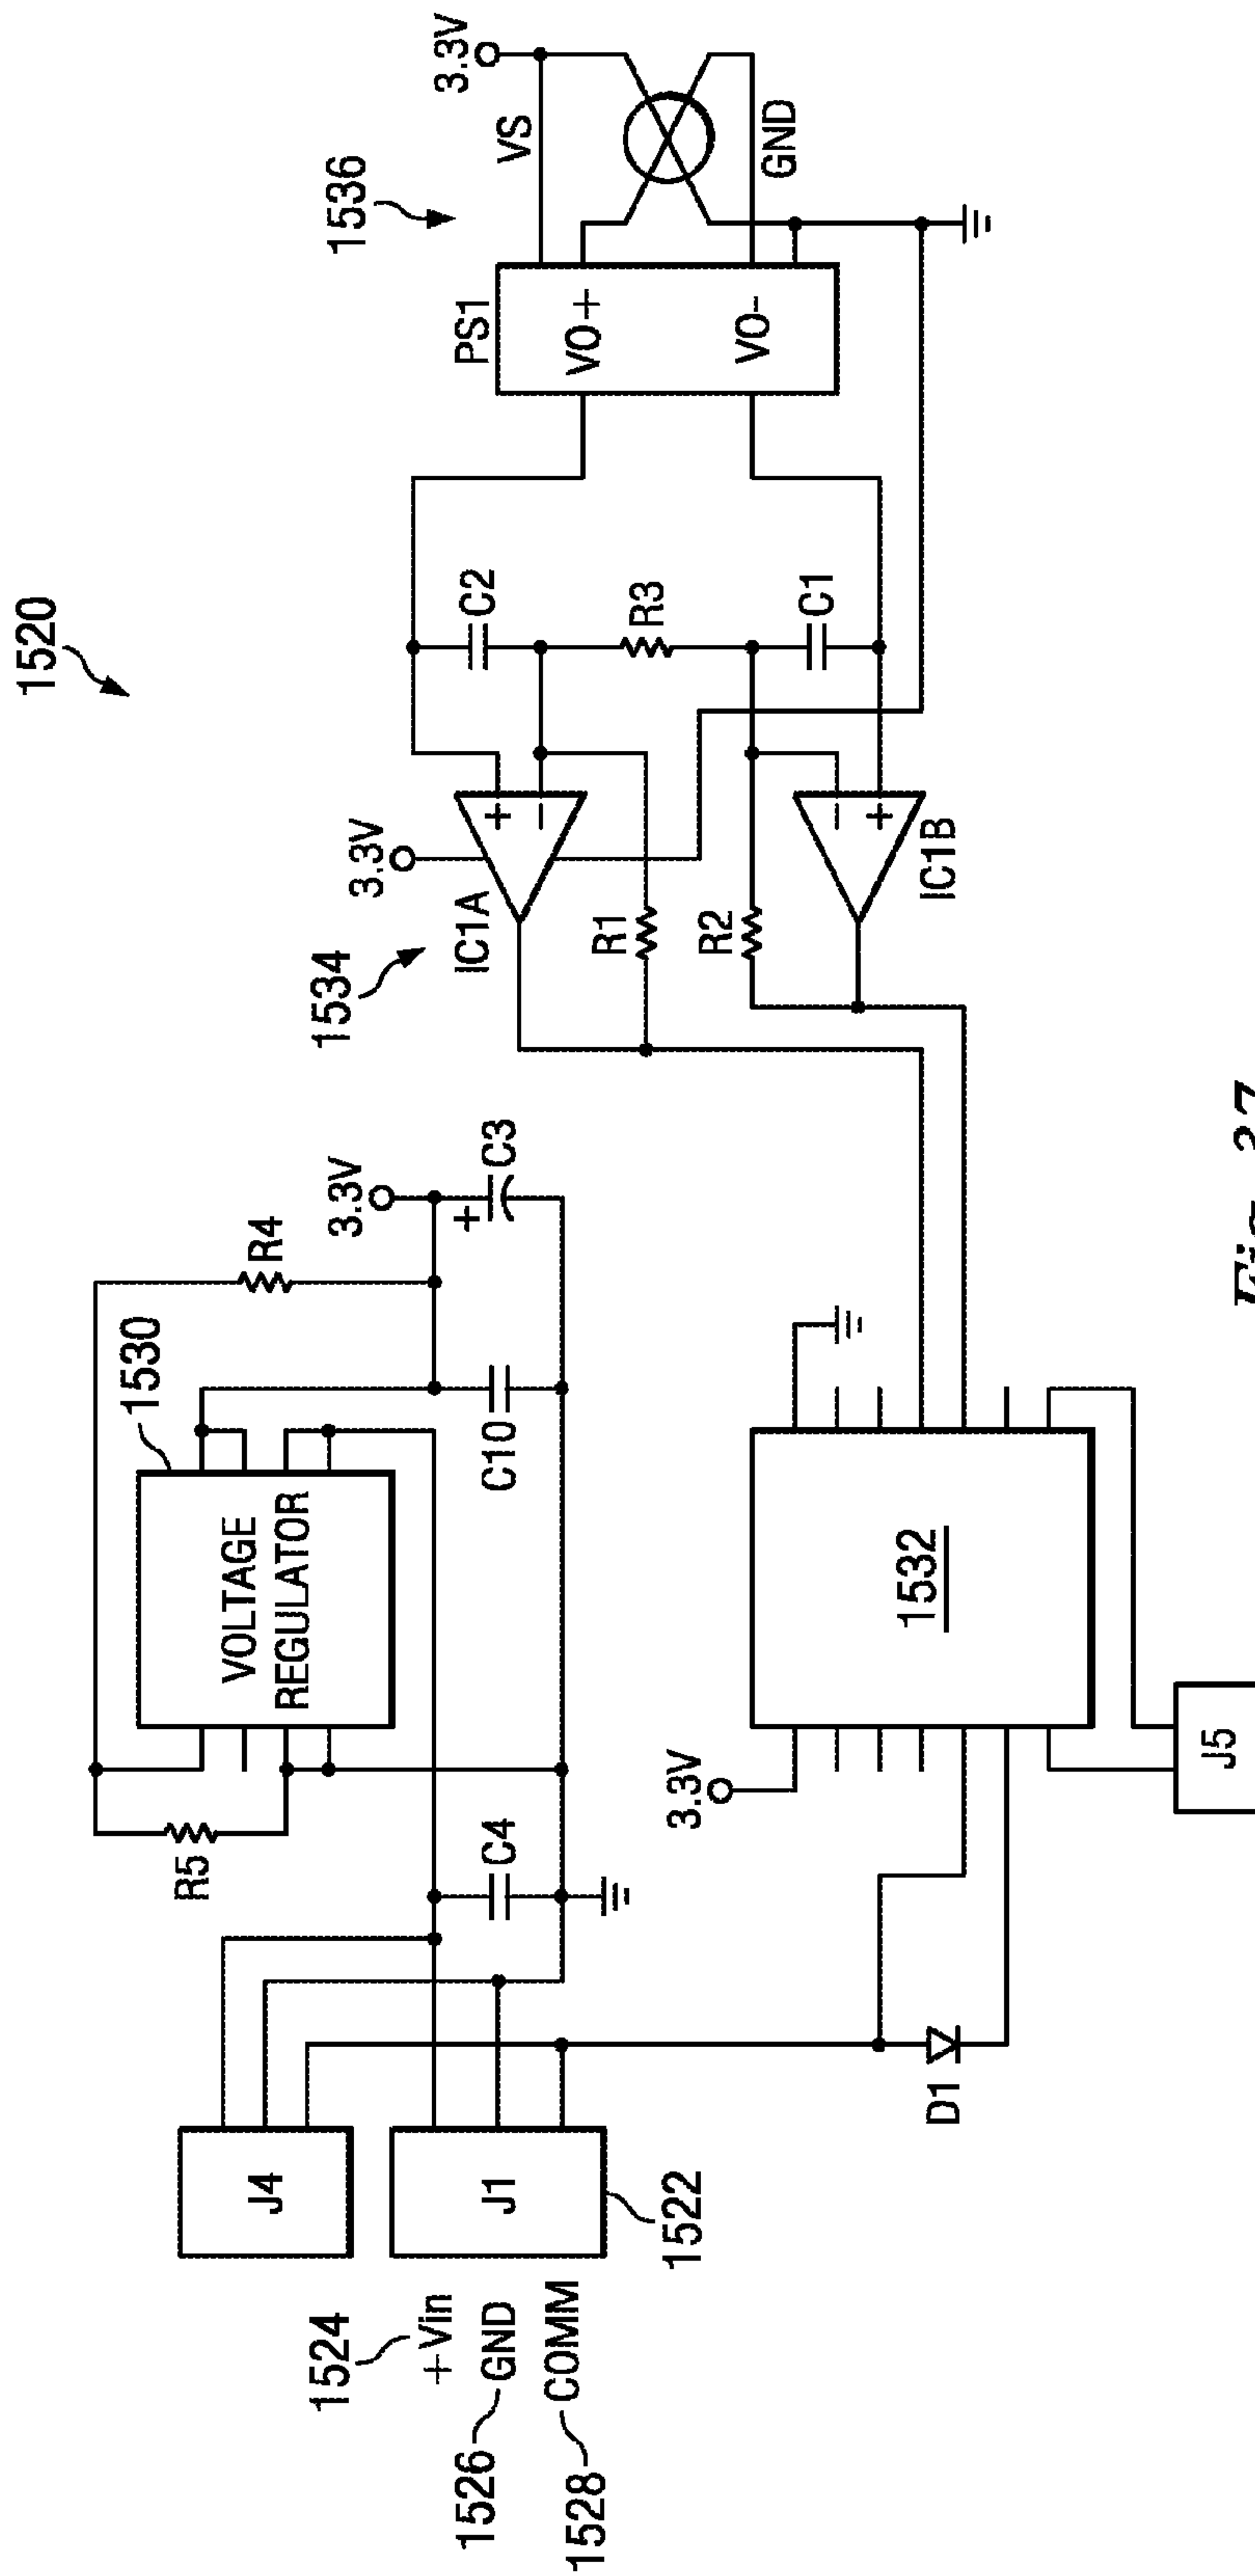 1520
1524
+Vin
1526
GND
1528
COMM
J4
J1
1522
R5
C4
VOLTAGE
REGULATOR
1530
R4
C10
3.3V
+
C3
D1
3.3V
1532
J5
1534
3.3V
IC1A
+
−
R1
R2
−
+
IC1B
C2
R3
C1
1536
PS1
VO+
VO-
VS
3.3V
GND